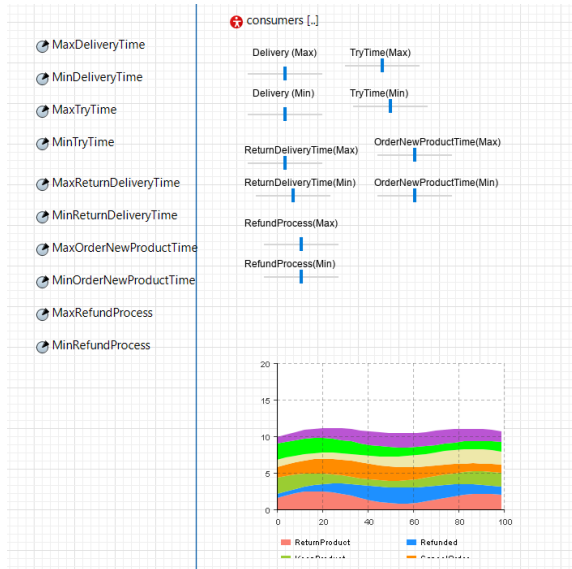 consumers [..]
MaxDeliveryTime
MinDeliveryTime
MaxTryTime
MinTryTime
MaxReturnDeliveryTime
MinReturnDeliveryTime
MaxOrderNewProductTime
MinOrderNewProductTime
MaxRefundProcess
MinRefundProcess
Delivery (Max) TryTime(Max)
Delivery (Min) TryTime(Min)
ReturnDeliveryTime(Max) OrderNewProductTime(Max)
ReturnDeliveryTime(Min) OrderNewProductTime(Min)
RefundProcess(Max)
RefundProcess(Min)
20
15
10
5
0
0 20 40 60 80 100
ReturnProduct Refunded
KeepProduct CancelOrder